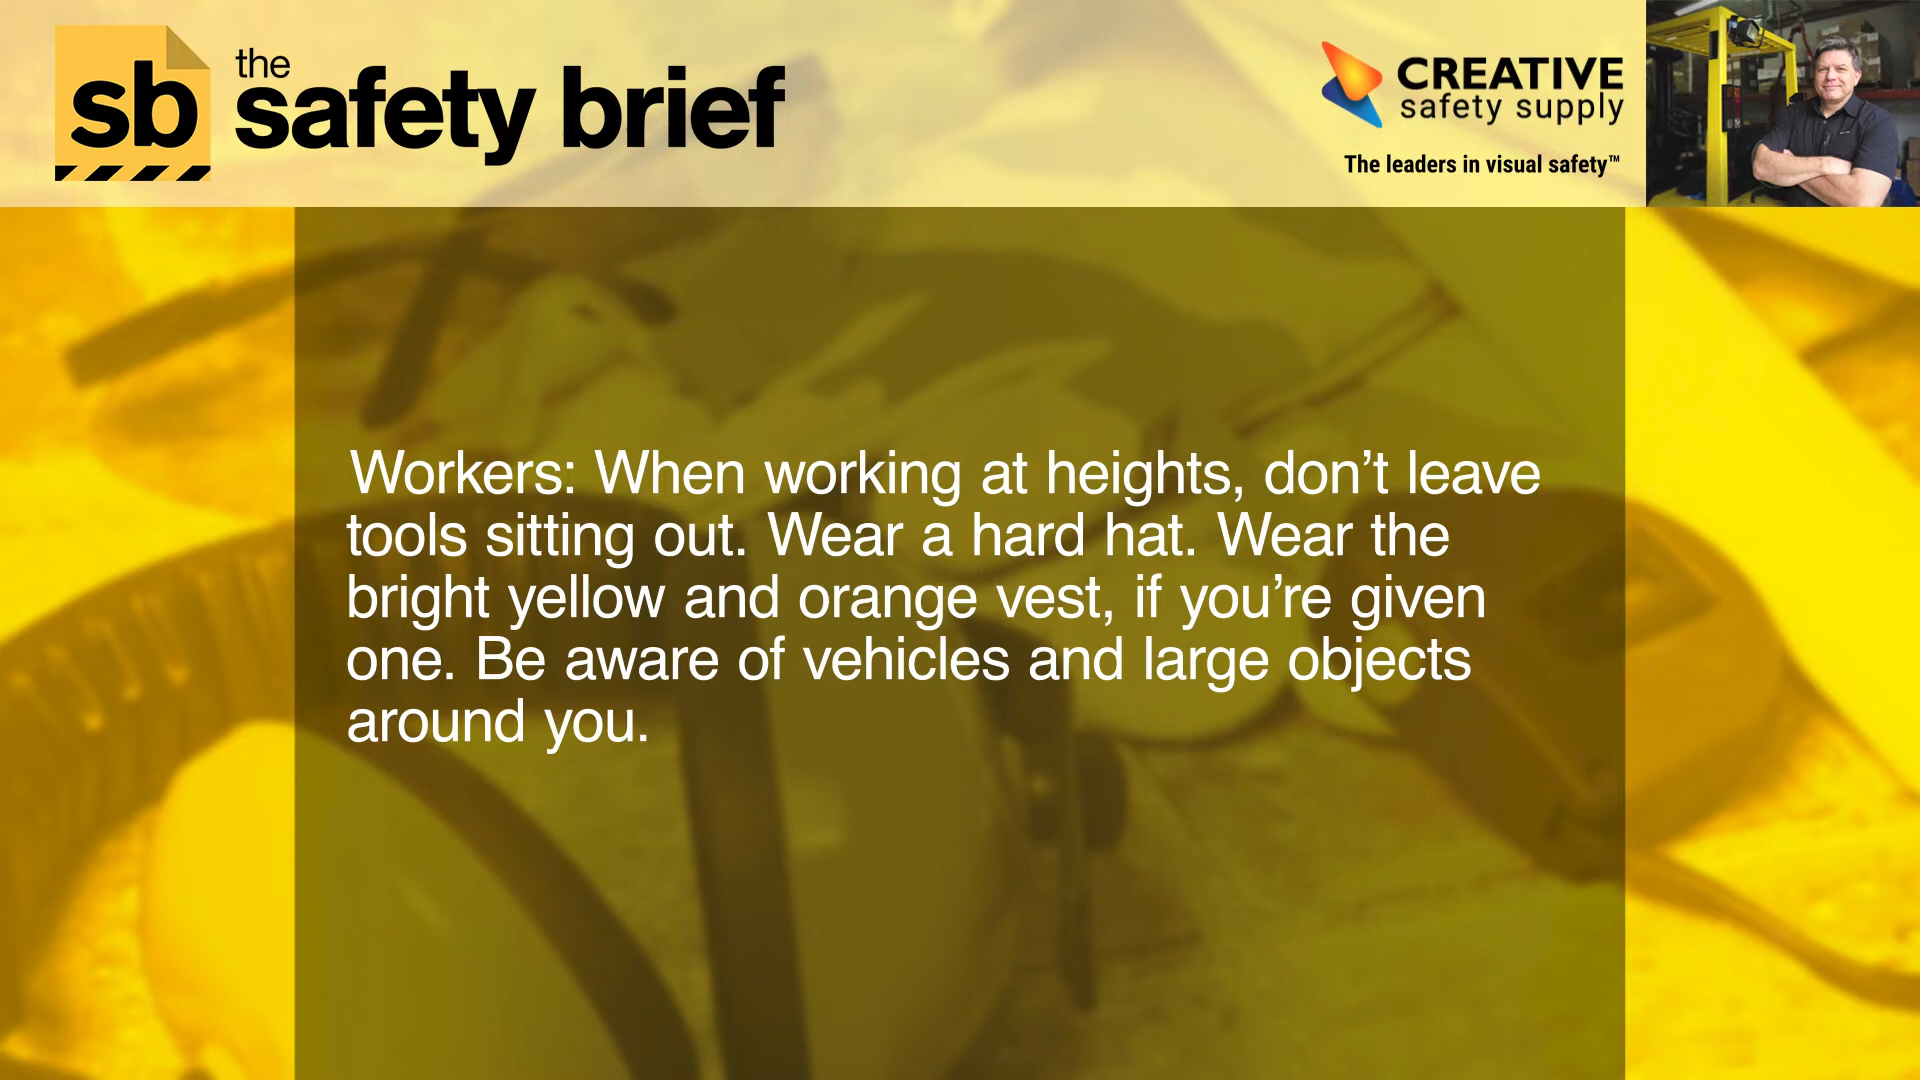 sb
the
safety brief
CREATIVE
safety supply
The leaders in visual safety™
Workers: When working at heights, don’t leave
tools sitting out. Wear a hard hat. Wear the
bright yellow and orange vest, if you’re given
one. Be aware of vehicles and large objects
around you.